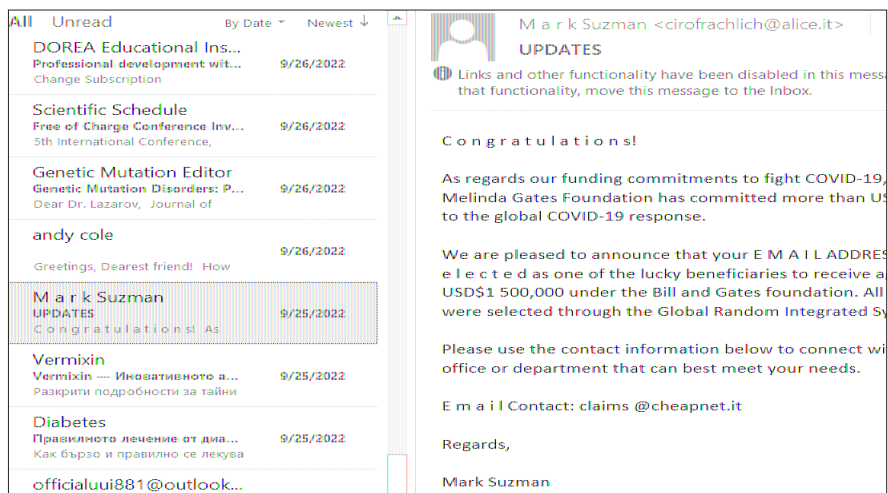 All Unread By Date Newest ↓
DOREA Educational Ins...
Professional development wit... 9/26/2022
Change Subscription
Scientific Schedule
Free of Charge Conference Inv... 9/26/2022
5th International Conference,
Genetic Mutation Editor
Genetic Mutation Disorders: P... 9/26/2022
Dear Dr. Lazarov, Journal of
andy cole
9/26/2022
Greetings, Dearest friend! How
M a r k Suzman
UPDATES 9/25/2022
C o n g r a t u l a t i o n s! As
Vermixin
Vermixin — Иновативното а... 9/25/2022
Разкрити подробности за тайни
Diabetes
Правилното лечение от диа... 9/25/2022
Как бързо и правилно се лекува
officialuui881@outlook...
M a r k Suzman <cirofrachlich@alice.it>
UPDATES
Links and other functionality have been disabled in this messa
that functionality, move this message to the Inbox.
C o n g r a t u l a t i o n s!
As regards our funding commitments to fight COVID-19,
Melinda Gates Foundation has committed more than US
to the global COVID-19 response.
We are pleased to announce that your E M A I L ADDRES
e l e c t e d as one of the lucky beneficiaries to receive a
USD$1 500,000 under the Bill and Gates foundation. All
were selected through the Global Random Integrated Sy
Please use the contact information below to connect wi
office or department that can best meet your needs.
E m a i l Contact: claims @cheapnet.it
Regards,
Mark Suzman